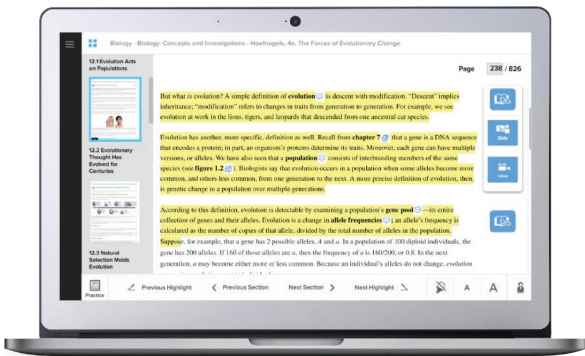 Biology - Biology: Concepts and Investigations - Hoefnagels, 4e, The Forces of Evolutionary Change
12.1 Evolution Acts
on Populations
12.2 Evolutionary
Thought Has
Evolved for
Centuries
12.3 Natural
Selection Molds
Evolution
Page 238 / 826
But what is evolution? A simple definition of evolution is descent with modification. "Descent" implies
inheritance; "modification" refers to changes in traits from generation to generation. For example, we see
evolution at work in the lions, tigers, and leopards that descended from one ancestral cat species.
Evolution has another, more specific, definition as well. Recall from chapter 7 that a gene is a DNA sequence
that encodes a protein; in part, an organism's proteins determine its traits. Moreover, each gene can have multiple
versions, or alleles. We have also seen that a population consists of interbreeding members of the same
species (see figure 1.2). Biologists say that evolution occurs in a population when some alleles become more
common, and others less common, from one generation to the next. A more precise definition of evolution, then,
is genetic change in a population over multiple generations.
According to this definition, evolution is detectable by examining a population's gene pool—its entire
collection of genes and their alleles. Evolution is a change in allele frequencies; an allele's frequency is
calculated as the number of copies of that allele, divided by the total number of alleles in the population.
Suppose, for example, that a gene has 2 possible alleles, A and a. In a population of 100 diploid individuals, the
gene has 200 alleles. If 160 of those alleles are a, then the frequency of a is 160/200, or 0.8. In the next
generation, a may become either more or less common. Because an individual's alleles do not change, evolution
Practice
Previous Highlight
Previous Section
Next Section
Next Highlight
A
A